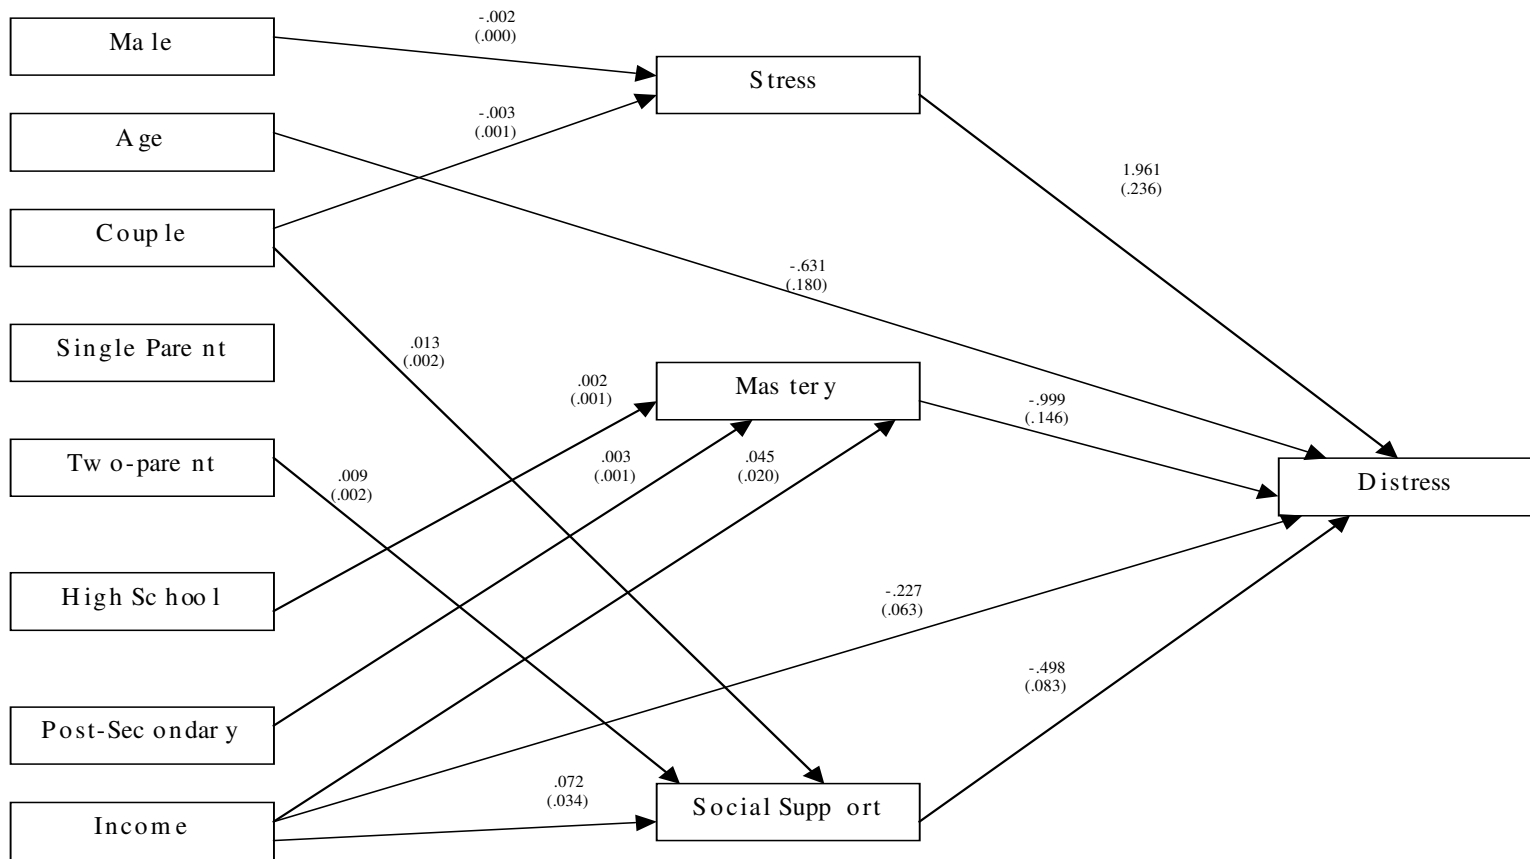 Male
Age
Couple
Single Parent
Two-parent
High School
Post-Secondary
Income
-.002
(.000)
-.003
(.001)
Stress
1.961
(.236)
-.631
(.180)
.013
(.002)
.002
(.001)
Mastery
-.999
(.146)
.009
(.002)
.003
(.001)
.045
(.020)
Distress
-.227
(.063)
-.498
(.083)
.072
(.034)
Social Support